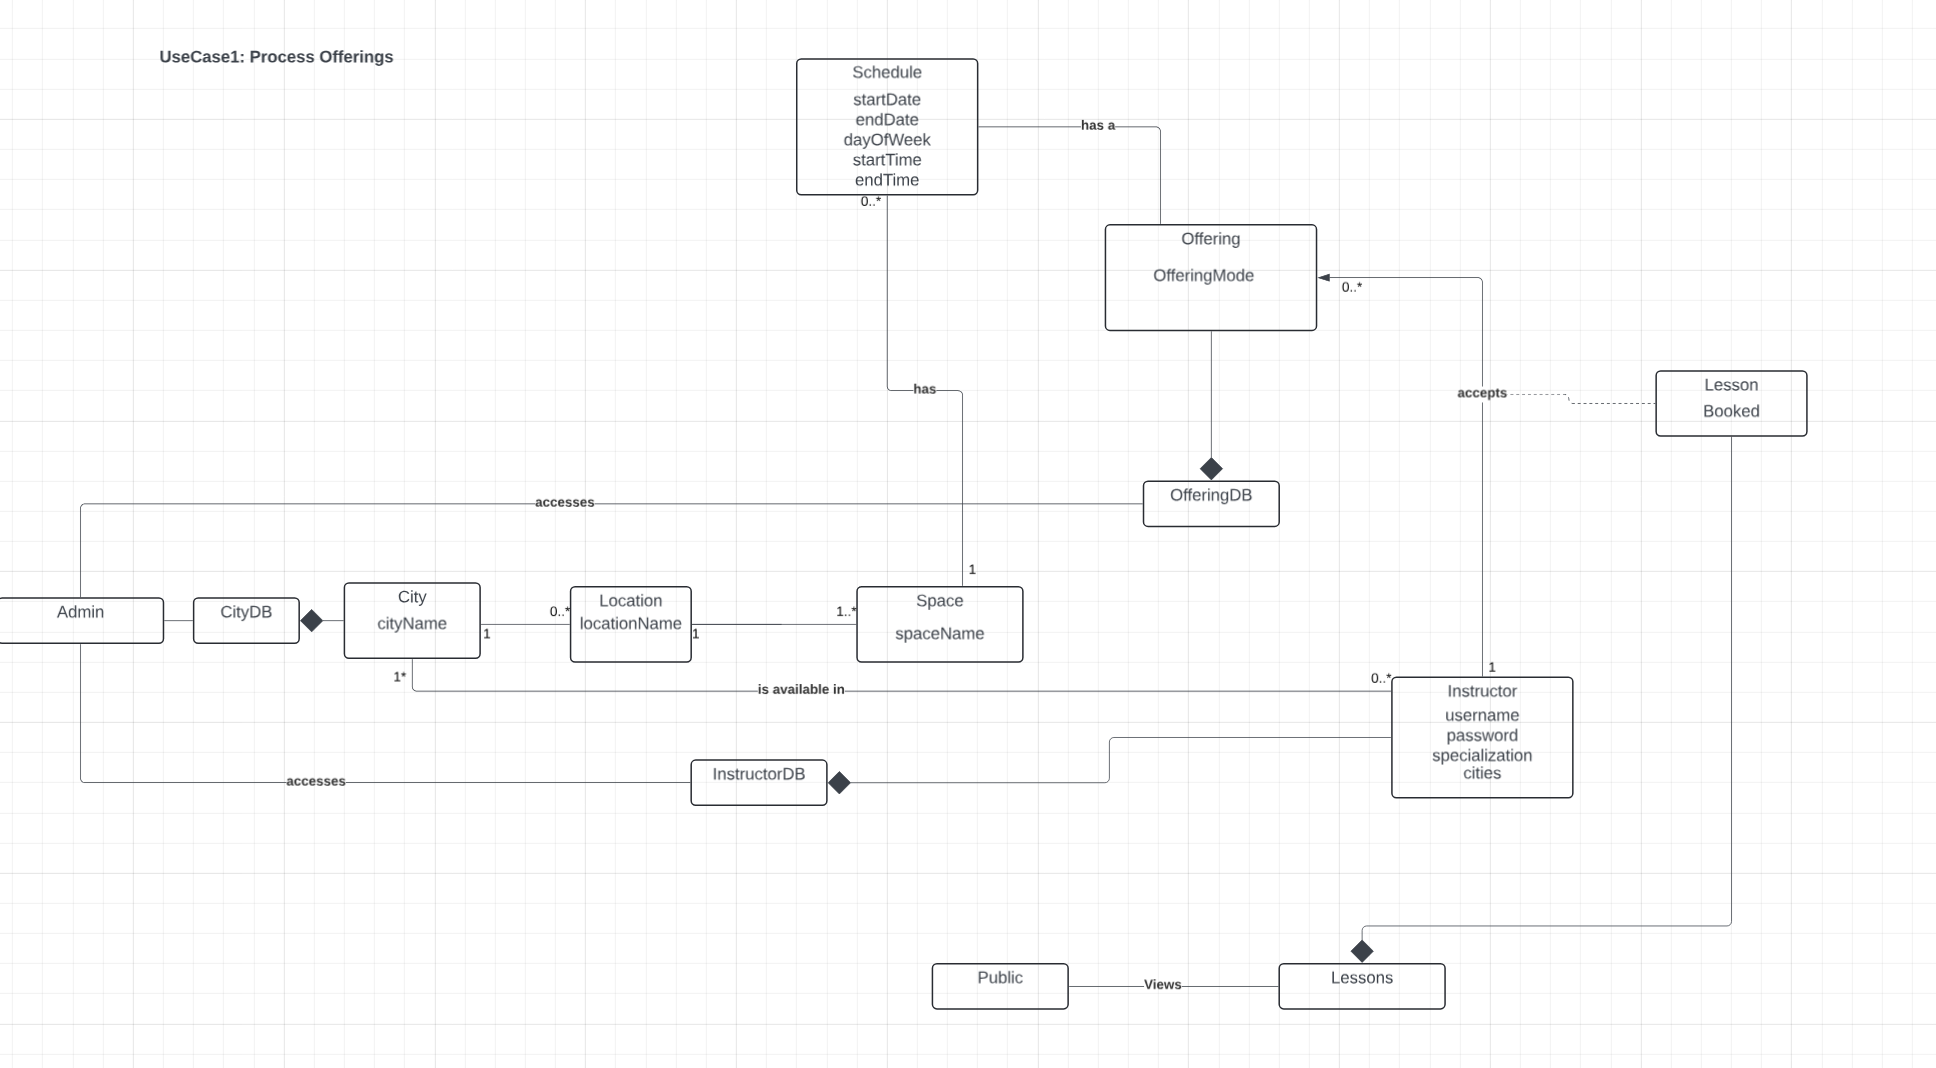 UseCase1: Process Offerings
Schedule
startDate
endDate
dayOfWeek
startTime
endTime
0..*
has a
Offering
OfferingMode
0..*
has
accepts
Lesson
Booked
accesses
OfferingDB
1
Admin
CityDB
City
cityName
1
0..*
Location
locationName
1
1..*
Space
spaceName
1*
is available in
0..*
1
Instructor
username
password
specialization
cities
accesses
InstructorDB
Public
Views
Lessons